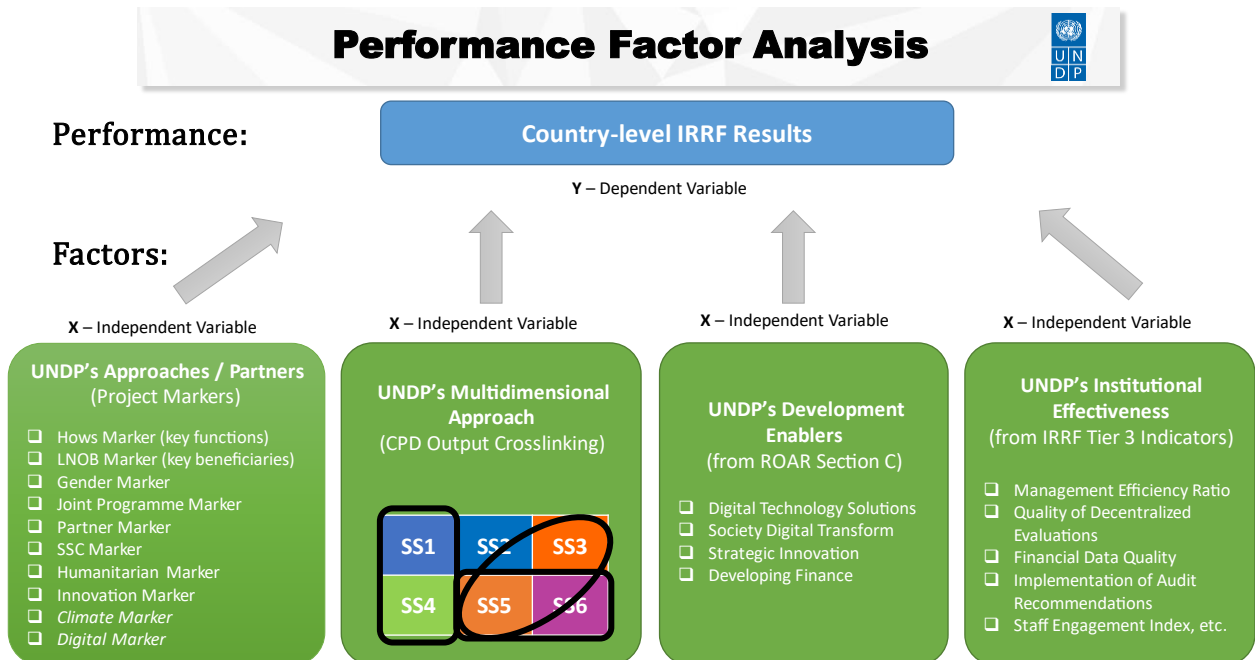 Performance Factor Analysis
U N
D P
Performance:
Country-level IRRF Results
Y – Dependent Variable
Factors:
X – Independent Variable
X – Independent Variable
X – Independent Variable
X – Independent Variable
UNDP's Approaches / Partners
(Project Markers)
❑ Hows Marker (key functions)
❑ LNOB Marker (key beneficiaries)
❑ Gender Marker
❑ Joint Programme Marker
❑ Partner Marker
❑ SSC Marker
❑ Humanitarian Marker
❑ Innovation Marker
❑ Climate Marker
❑ Digital Marker
UNDP's Multidimensional
Approach
(CPD Output Crosslinking)
SS1 SS2 SS3
SS4 SS5 SS6
UNDP's Development
Enablers
(from ROAR Section C)
❑ Digital Technology Solutions
❑ Society Digital Transform
❑ Strategic Innovation
❑ Developing Finance
UNDP's Institutional
Effectiveness
(from IRRF Tier 3 Indicators)
❑ Management Efficiency Ratio
❑ Quality of Decentralized
Evaluations
❑ Financial Data Quality
❑ Implementation of Audit
Recommendations
❑ Staff Engagement Index, etc.